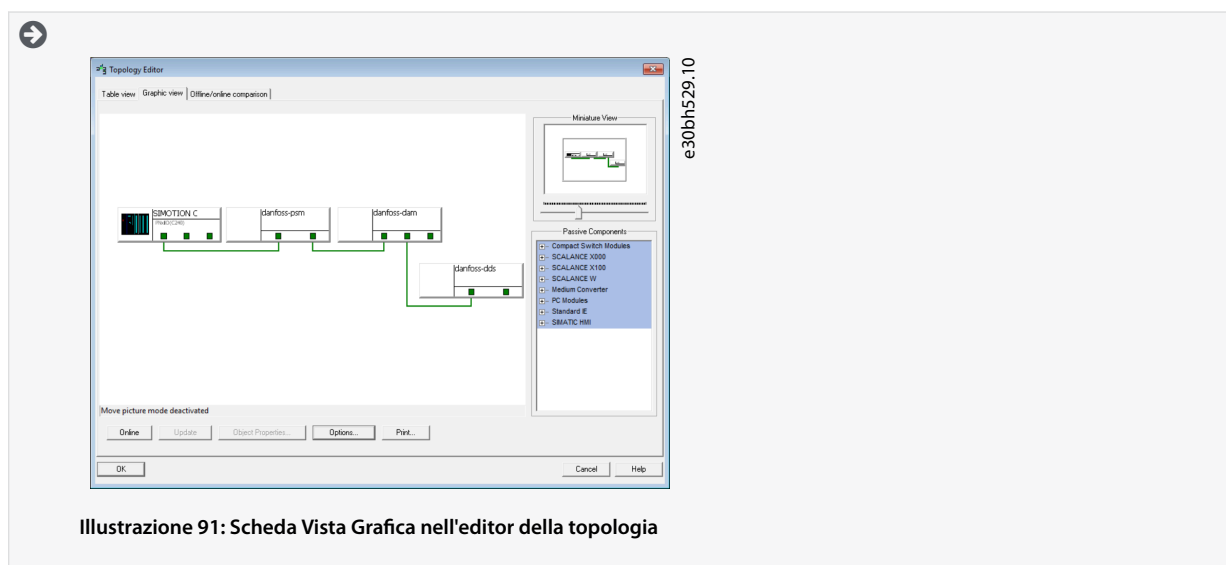 Topology Editor
Table view Graphic view Offline/online comparison
e30bh529.10
Miniature View
SIMOTION C
danfoss-psm
danfoss-dam
danfoss-dds
Passive Components
Compact Switch Modules
SCALANCE X000
SCALANCE X100
SCALANCE W
Medium Converter
PC Modules
Standard IE
SIMATIC HMI
Move picture mode deactivated
Online Update Object Properties... Options... Print...
OK Cancel Help
Illustrazione 91: Scheda Vista Grafica nell'editor della topologia